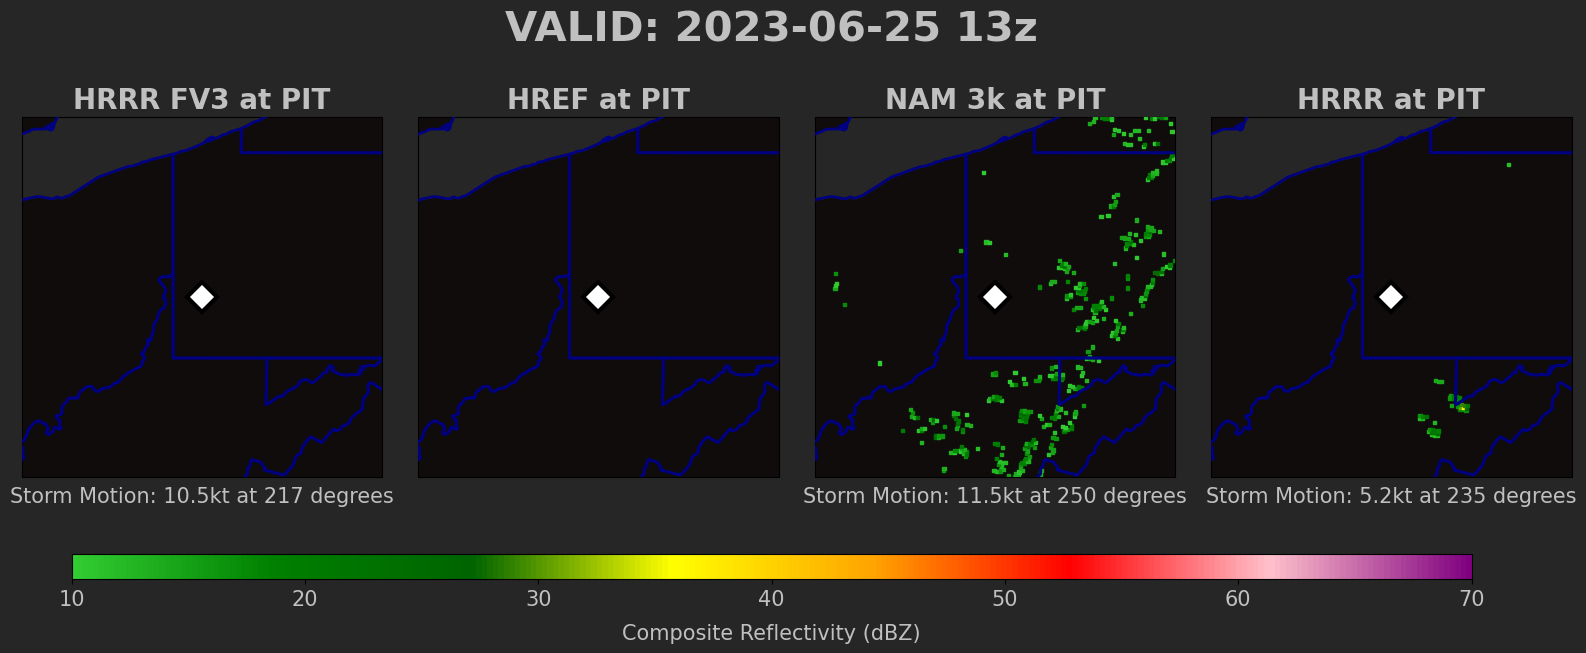 VALID: 2023-06-25 13z
HRRR FV3 at PIT
HREF at PIT
NAM 3k at PIT
HRRR at PIT
Storm Motion: 10.5kt at 217 degrees
Storm Motion: 11.5kt at 250 degrees
Storm Motion: 5.2kt at 235 degrees
10 20 30 40 50 60 70
Composite Reflectivity (dBZ)